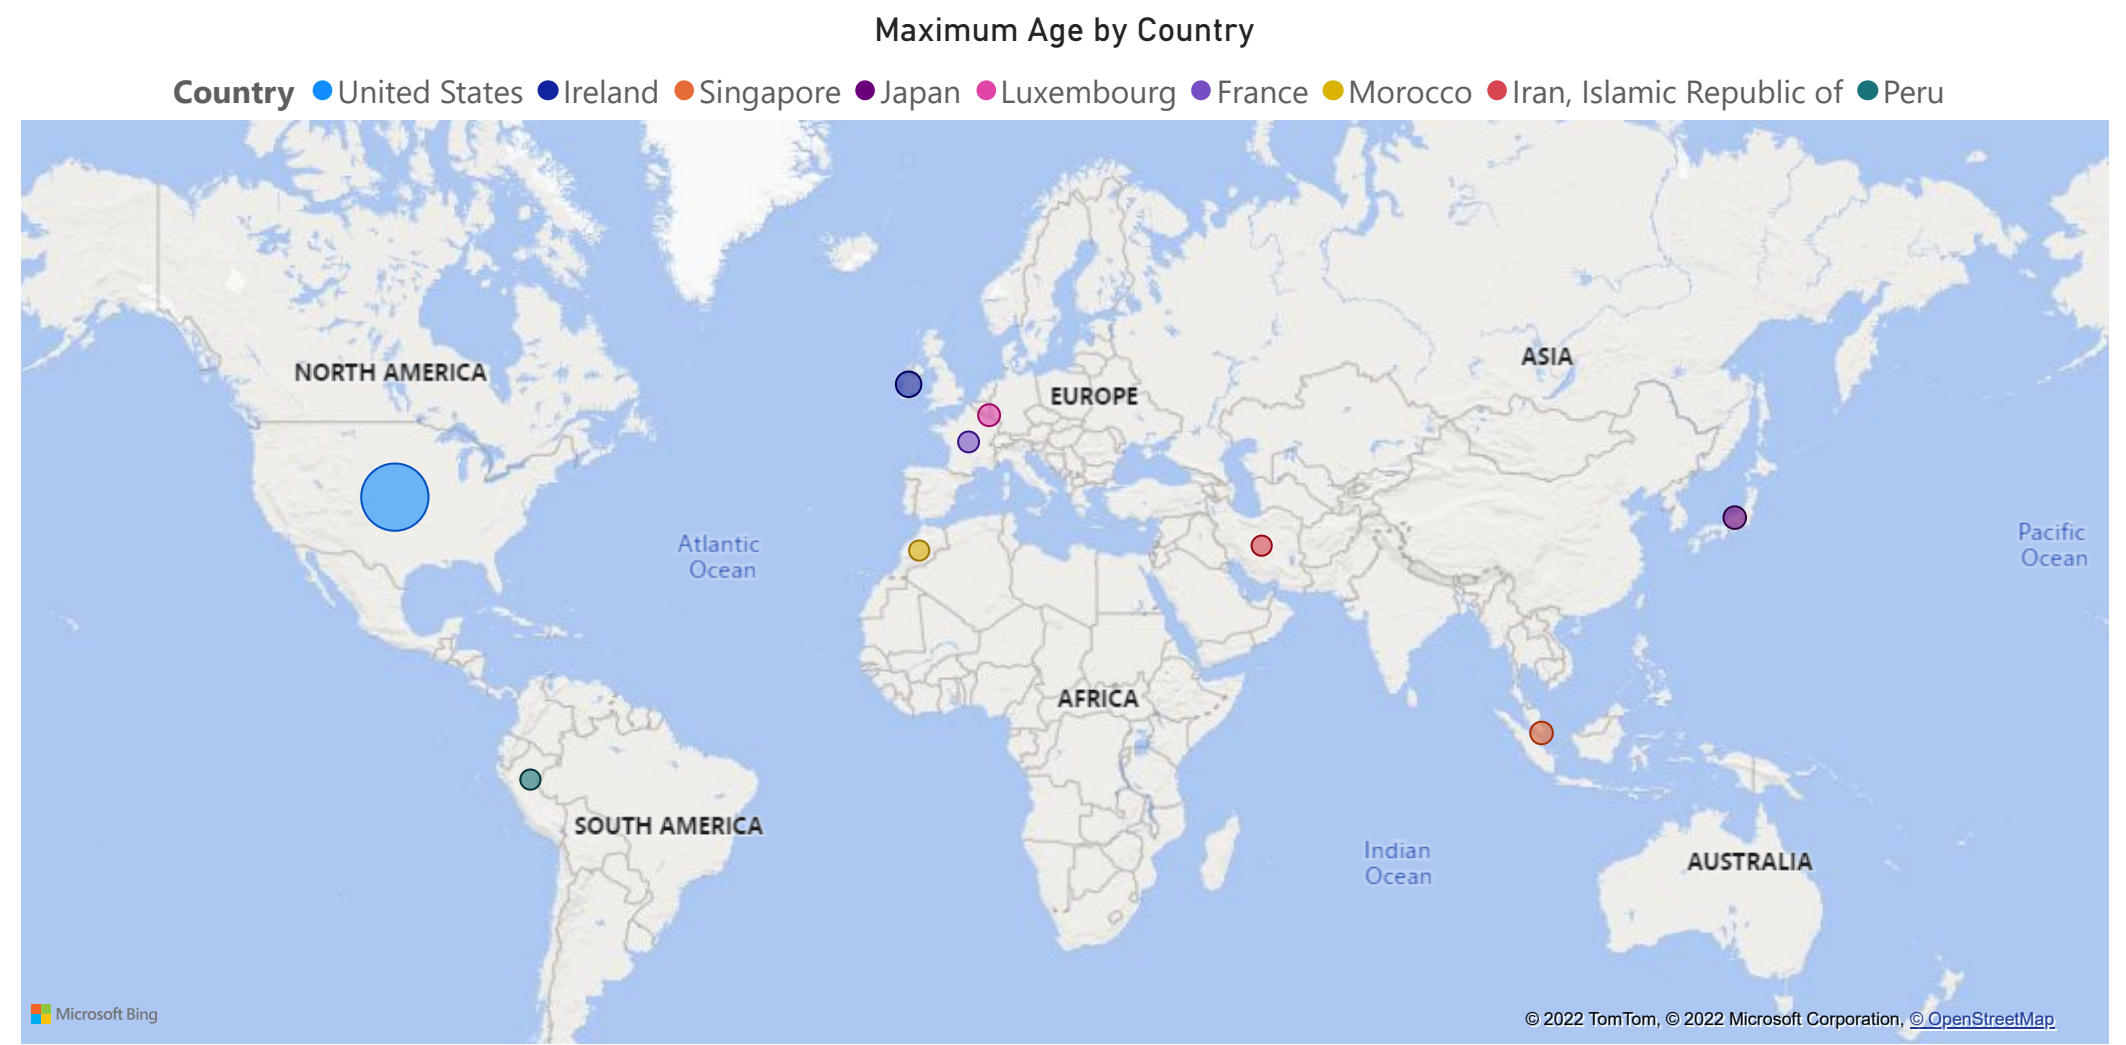 Maximum Age by Country
Country United States Ireland Singapore Japan Luxembourg France Morocco Iran, Islamic Republic of Peru
NORTH AMERICA
ASIA
EUROPE
Atlantic
Ocean
Pacific
Ocean
AFRICA
SOUTH AMERICA
Indian
Ocean
AUSTRALIA
Microsoft Bing
© 2022 TomTom, © 2022 Microsoft Corporation, © OpenStreetMap